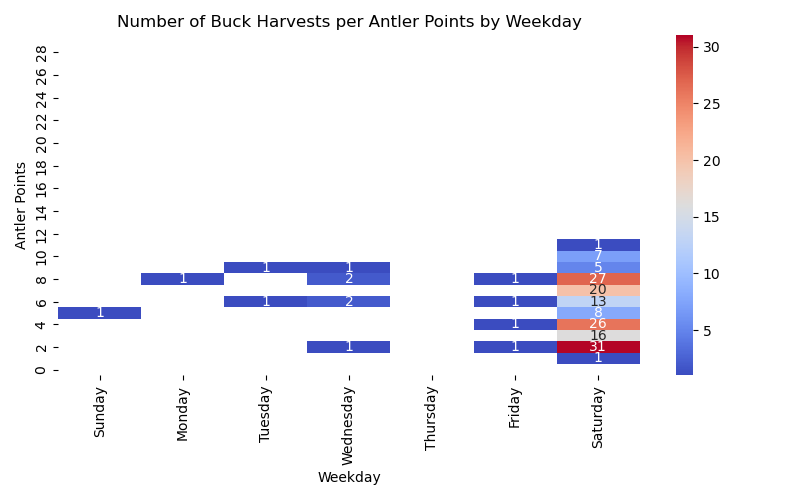 Number of Buck Harvests per Antler Points by Weekday
Antler Points
28
26
24
22
20
18
16
14
12
10
8
6
4
2
0
1
7
1 1 5
1 2 1 27
20
1 2 1 13
1 8
1 26
16
1 1 31
1
Sunday
Monday
Tuesday
Wednesday
Thursday
Friday
Saturday
Weekday
30
25
20
15
10
5